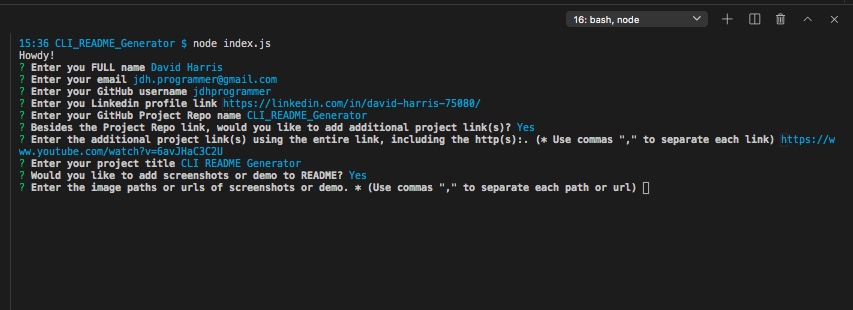 16: bash, node
15:36 CLI_README_Generator $ node index.js
Howdy!
? Enter you FULL name David Harris
? Enter your email jdh.programmer@gmail.com
? Enter your GitHub username jdhprogrammer
? Enter you Linkedin profile link https://linkedin.com/in/david-harris-75080/
? Enter your GitHub Project Repo name CLI_README_Generator
? Besides the Project Repo link, would you like to add additional project link(s)? Yes
? Enter the additional project link(s) using the entire link, including the http(s):. (* Use commas "," to separate each link) https://w
ww.youtube.com/watch?v=6avJHaC3C2U
? Enter your project title CLI README Generator
? Would you like to add screenshots or demo to README? Yes
? Enter the image paths or urls of screenshots or demo. * (Use commas "," to separate each path or url)